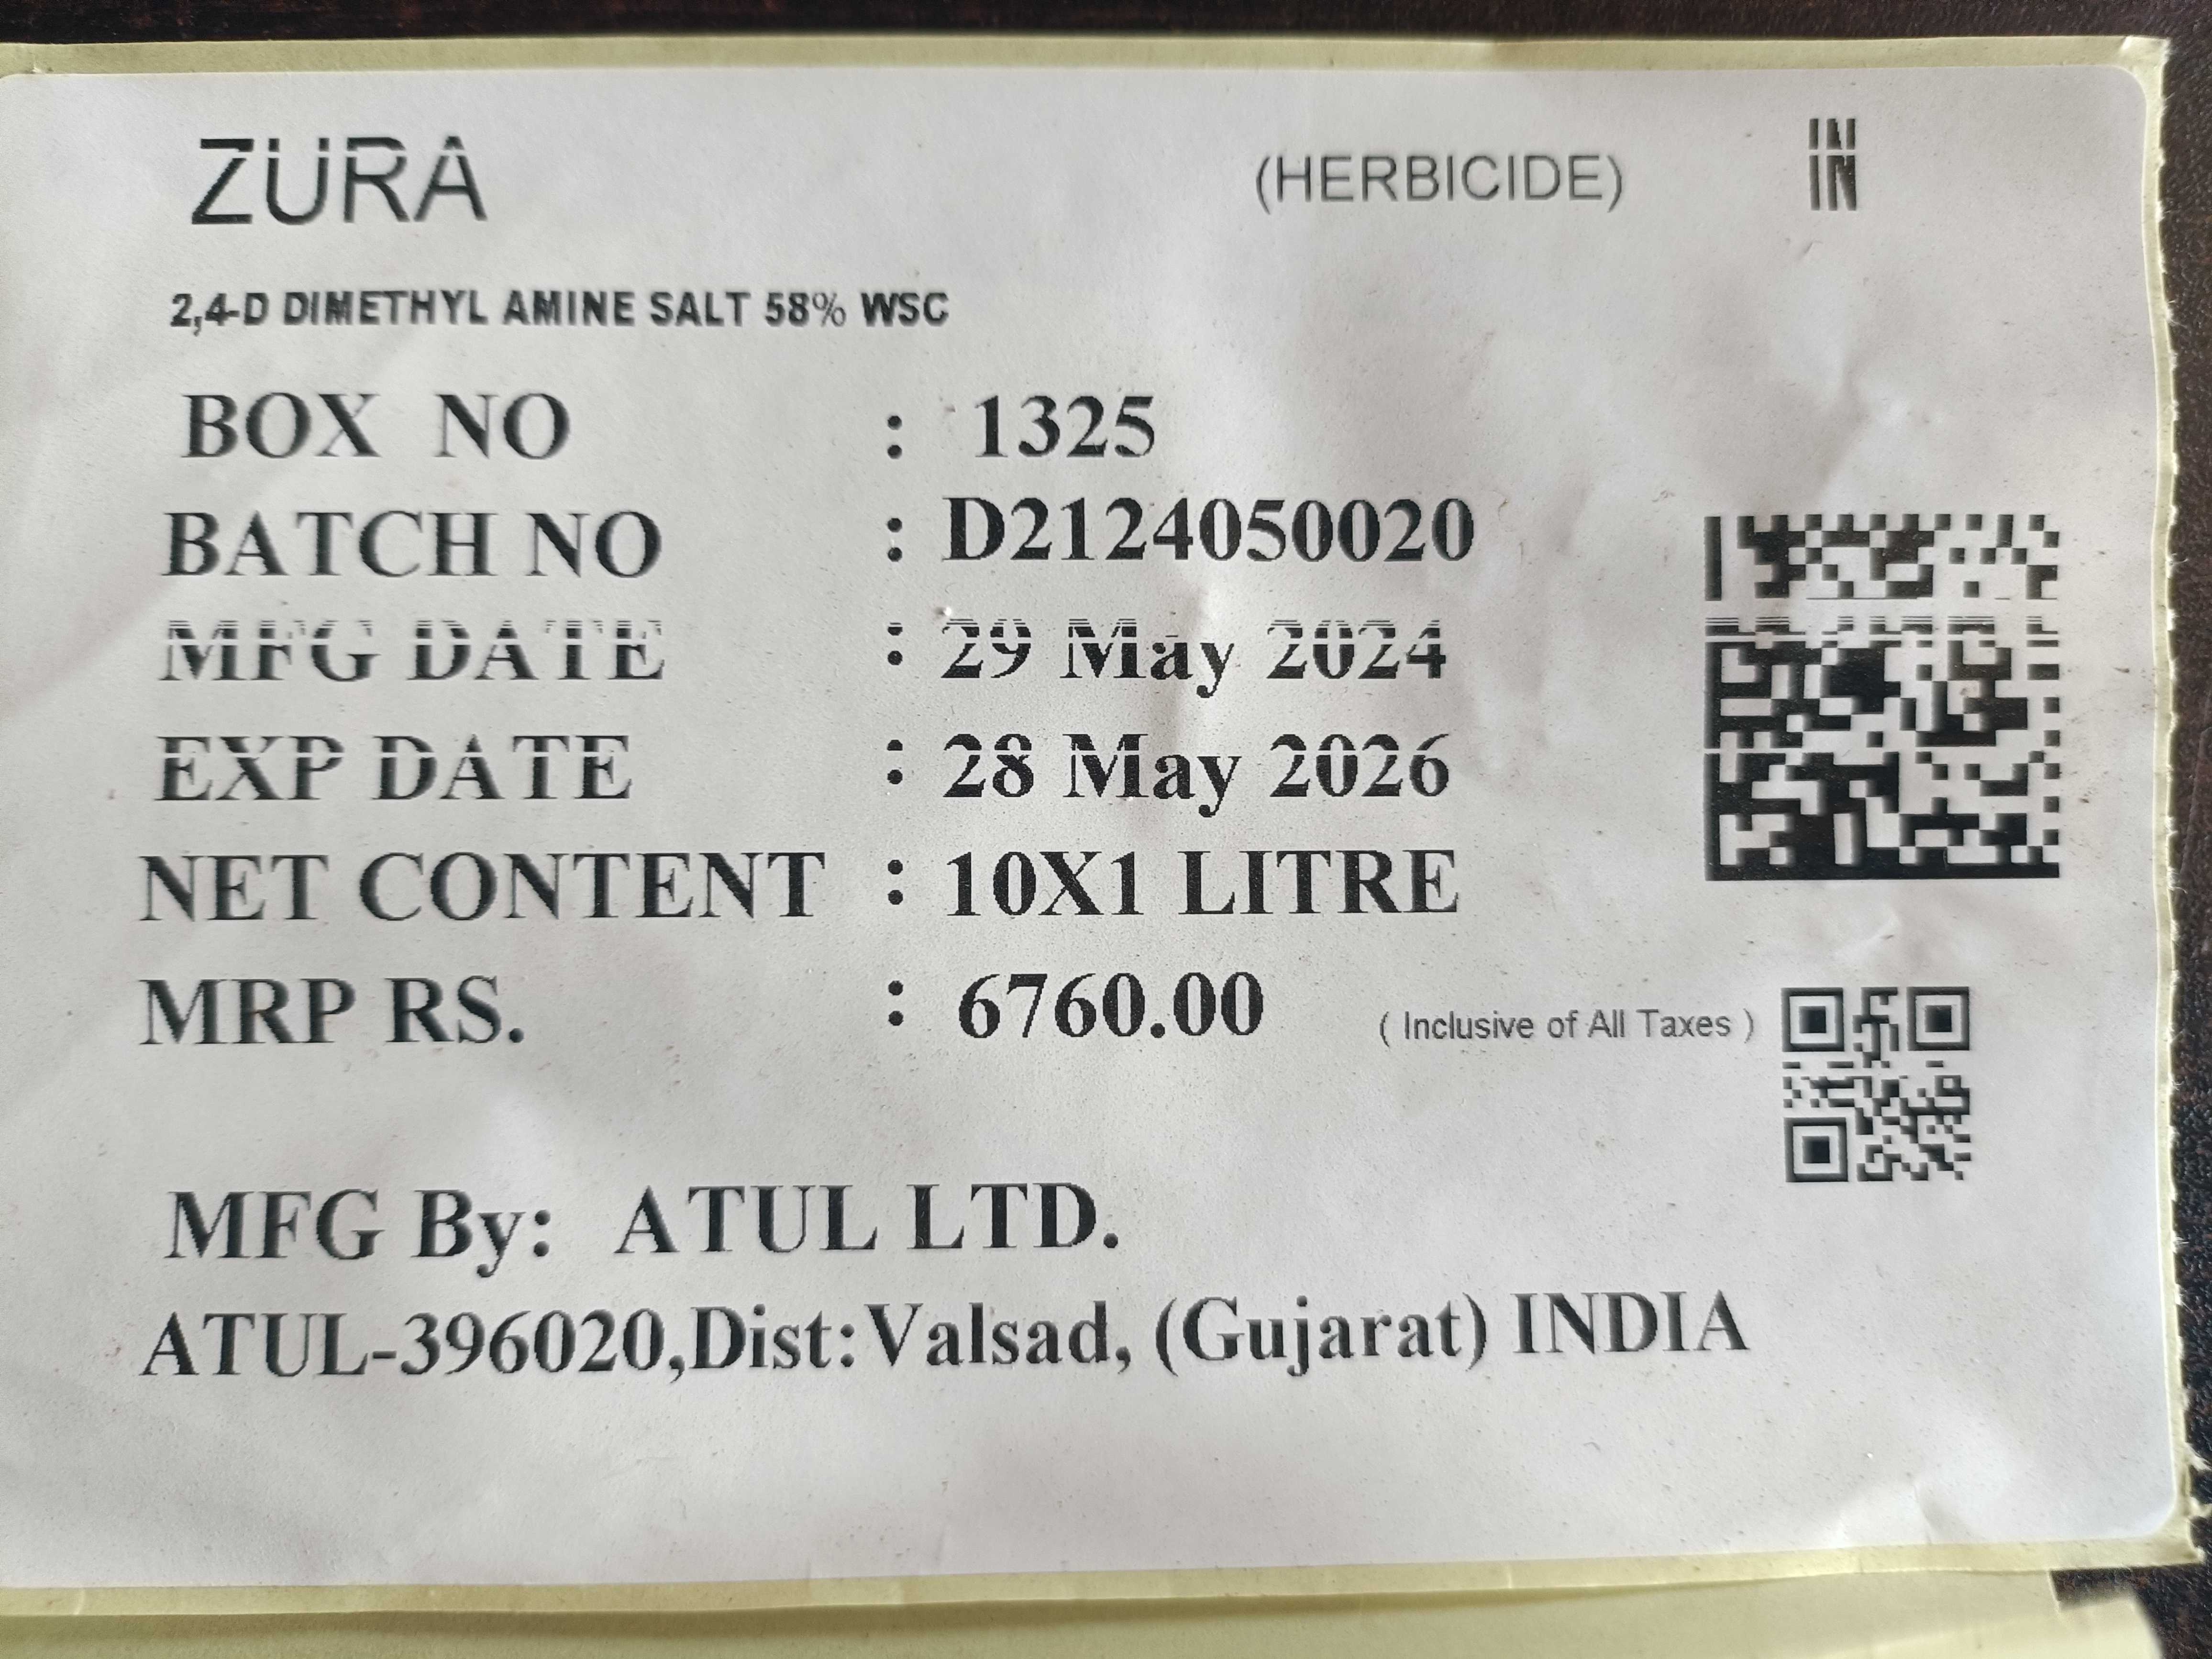 ZURA (HERBICIDE) IN
2,4-D DIMETHYL AMINE SALT 58% WSC
BOX NO : 1325
BATCH NO : D2124050020
MFG DATE : 29 May 2024
EXP DATE : 28 May 2026
NET CONTENT : 10X1 LITRE
MRP RS. : 6760.00 ( Inclusive of All Taxes )
MFG By: ATUL LTD.
ATUL-396020,Dist:Valsad, (Gujarat) INDIA